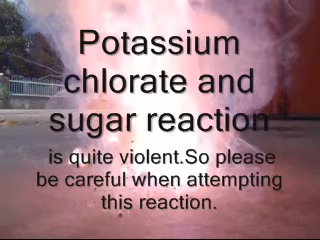 Potassium
chlorate and
sugar reaction
is quite violent.So please
be careful when attempting
this reaction.